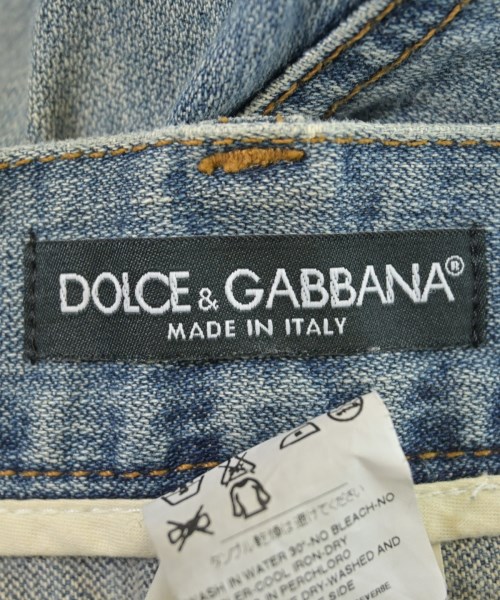 DOLCE & GABBANA®
MADE IN ITALY
タンブル乾燥は避けてください
WASH IN WATER 30°-NO BLEACH-NO
-COOL IRON-DRY
IN PERCHLORO
DRY-WASHED AND
SIDE